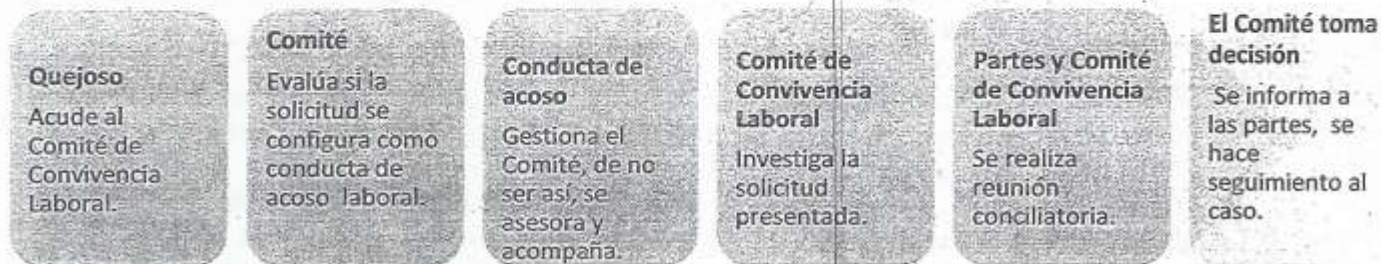 Quejoso
Acude al
Comité de
Convivencia
Laboral.
Comité
Evalúa si la
solicitud se
configura como
conducta de
acoso laboral.
Conducta de
acoso
Gestiona el
Comité, de no
ser así, se
asesora y
acompaña.
Comité de
Convivencia
Laboral
Investiga la
solicitud
presentada.
Partes y Comité
de Convivencia
Laboral
Se realiza
reunión
conciliatoria.
El Comité toma
decisión
Se informa a
las partes, se
hace
seguimiento al
caso.